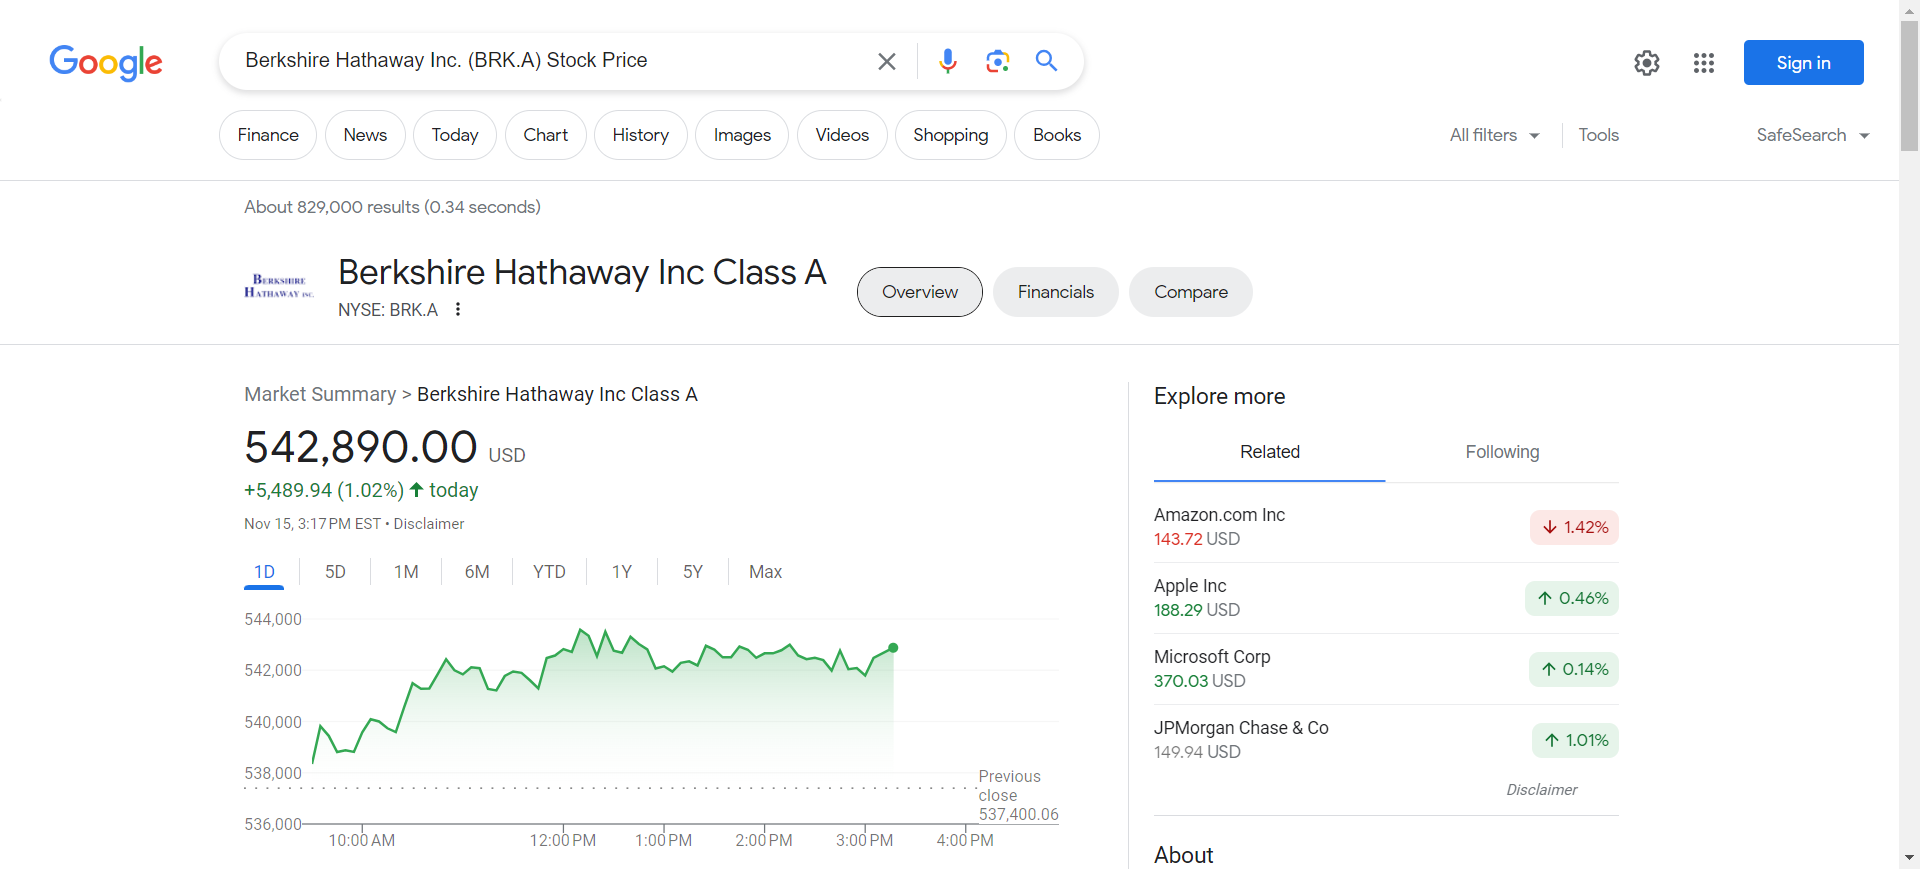 Google
Berkshire Hathaway Inc. (BRK.A) Stock Price
Sign in
Finance
News
Today
Chart
History
Images
Videos
Shopping
Books
All filters
Tools
SafeSearch
About 829,000 results (0.34 seconds)
BERKSHIRE
HATHAWAY INC.
Berkshire Hathaway Inc Class A
NYSE: BRK.A
Overview
Financials
Compare
Market Summary > Berkshire Hathaway Inc Class A
542,890.00 USD
+5,489.94 (1.02%) today
Nov 15, 3:17 PM EST • Disclaimer
1D
5D
1M
6M
YTD
1Y
5Y
Max
544,000
542,000
540,000
538,000
536,000
Previous
close
537,400.06
10:00 AM
12:00 PM
1:00 PM
2:00 PM
3:00 PM
4:00 PM
Explore more
Related
Following
Amazon.com Inc
143.72 USD
1.42%
Apple Inc
188.29 USD
0.46%
Microsoft Corp
370.03 USD
0.14%
JPMorgan Chase & Co
149.94 USD
1.01%
Disclaimer
About